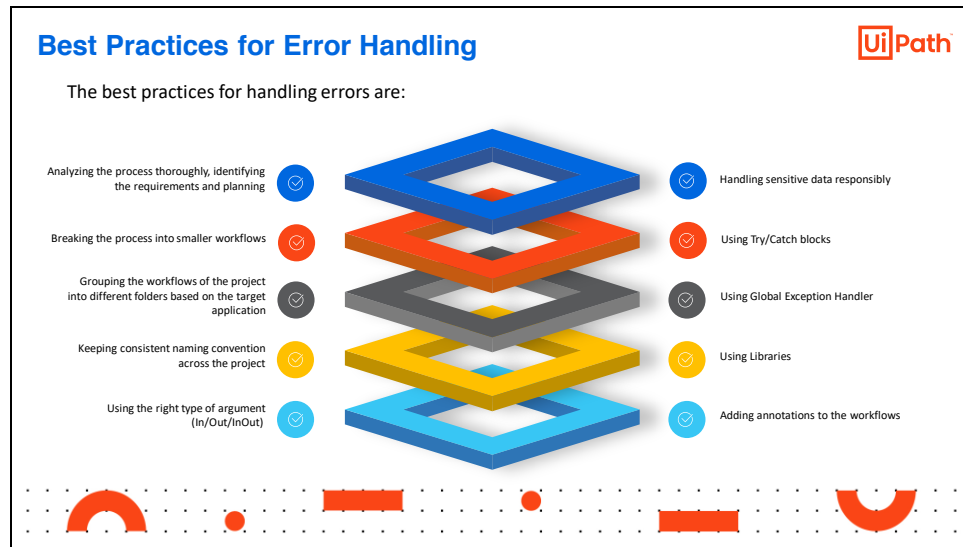 Best Practices for Error Handling
UiPath
The best practices for handling errors are:
Analyzing the process thoroughly, identifying
the requirements and planning
Handling sensitive data responsibly
Breaking the process into smaller workflows
Using Try/Catch blocks
Grouping the workflows of the project
into different folders based on the target
application
Using Global Exception Handler
Keeping consistent naming convention
across the project
Using Libraries
Using the right type of argument
(In/Out/InOut)
Adding annotations to the workflows